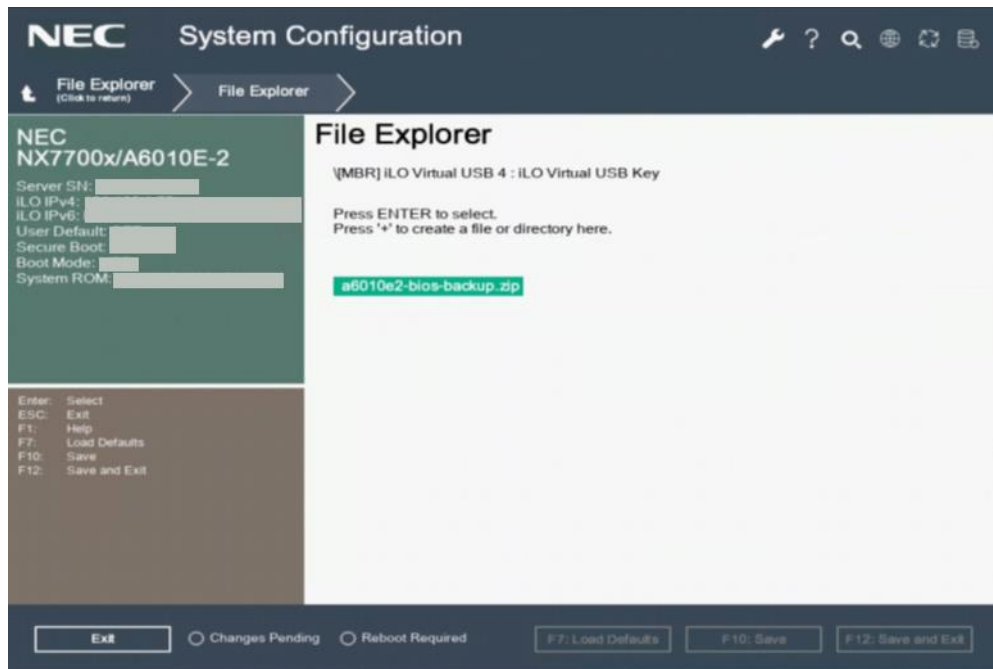 NEC System Configuration
File Explorer
(Click to return)
File Explorer
NEC
NX7700x/A6010E-2
Server SN:
iLO IPv4:
iLO IPv6:
User Default:
Secure Boot:
Boot Mode:
System ROM:
Enter: Select
ESC: Exit
F1: Help
F7: Load Defaults
F10: Save
F12: Save and Exit
File Explorer
\[MBR] iLO Virtual USB 4 : iLO Virtual USB Key
Press ENTER to select.
Press '+' to create a file or directory here.
a6010e2-bios-backup.zip
Exit Changes Pending Reboot Required F7: Load Defaults F10: Save F12: Save and Exit